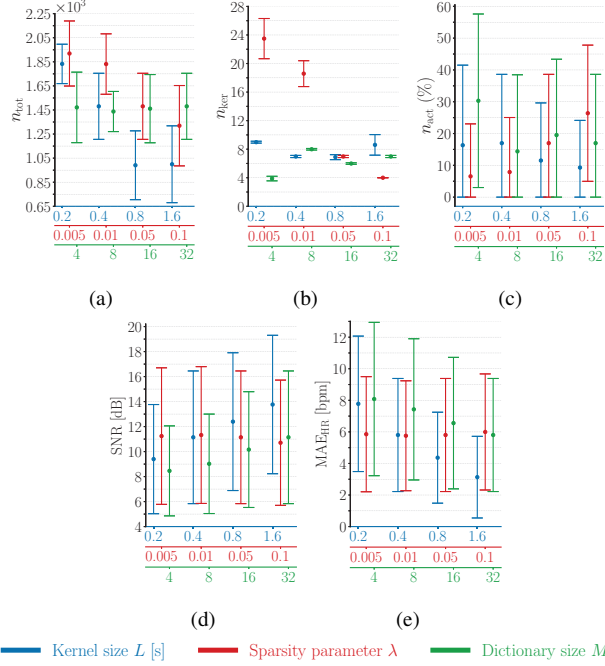 ×10³
n_tot
2.25
2.05
1.85
1.65
1.45
1.25
1.05
0.85
0.65
0.2 0.4 0.8 1.6
0.005 0.01 0.05 0.1
4 8 16 32
(a)
n_ker
28
24
20
16
12
8
4
0
0.2 0.4 0.8 1.6
0.005 0.01 0.05 0.1
4 8 16 32
(b)
n_act (%)
60
50
40
30
20
10
0
0.2 0.4 0.8 1.6
0.005 0.01 0.05 0.1
4 8 16 32
(c)
SNR [dB]
20
18
16
14
12
10
8
6
4
0.2 0.4 0.8 1.6
0.005 0.01 0.05 0.1
4 8 16 32
(d)
MAE_HR [bpm]
12
10
8
6
4
2
0
0.2 0.4 0.8 1.6
0.005 0.01 0.05 0.1
4 8 16 32
(e)
Kernel size L [s] Sparsity parameter λ Dictionary size M